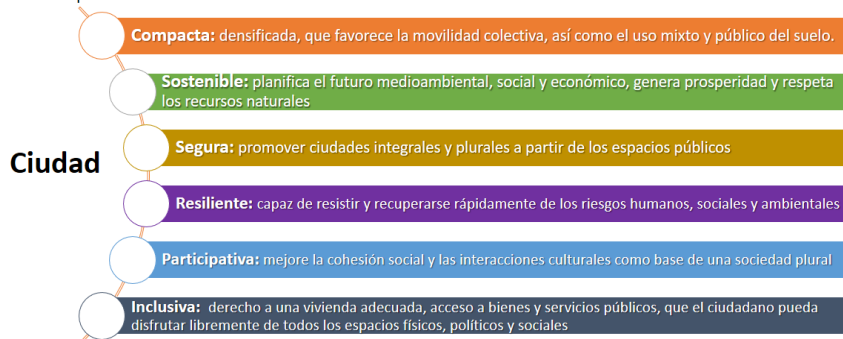 Compacta: densificada, que favorece la movilidad colectiva, así como el uso mixto y público del suelo.
Sostenible: planifica el futuro medioambiental, social y económico, genera prosperidad y respeta
los recursos naturales
Ciudad
Segura: promover ciudades integrales y plurales a partir de los espacios públicos
Resiliente: capaz de resistir y recuperarse rápidamente de los riesgos humanos, sociales y ambientales
Participativa: mejore la cohesión social y las interacciones culturales como base de una sociedad plural
Inclusiva: derecho a una vivienda adecuada, acceso a bienes y servicios públicos, que el ciudadano pueda
disfrutar libremente de todos los espacios físicos, políticos y sociales